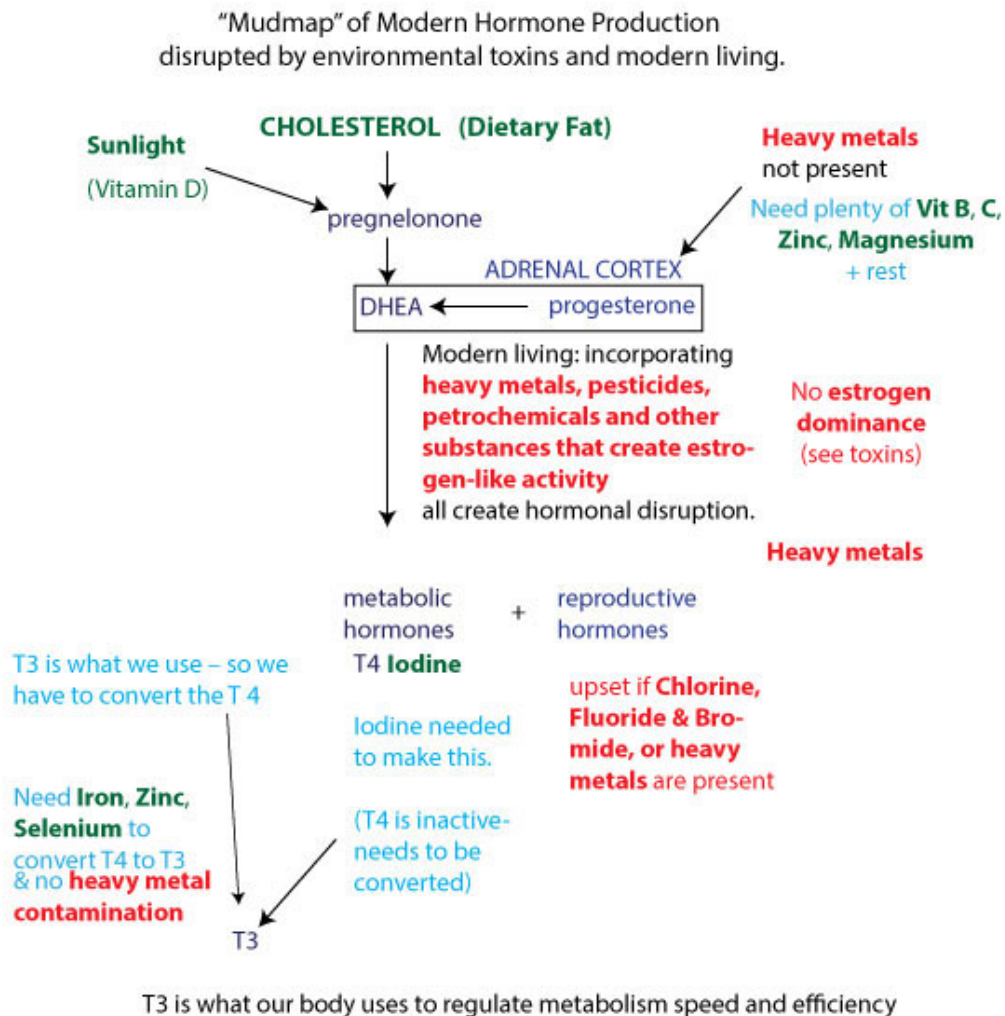 “Mudmap” of Modern Hormone Production
disrupted by environmental toxins and modern living.
CHOLESTEROL (Dietary Fat)
Sunlight
(Vitamin D)
Heavy metals
not present
pregnelonone
Need plenty of Vit B, C,
Zinc, Magnesium
+ rest
ADRENAL CORTEX
DHEA
progesterone
Modern living: incorporating
heavy metals, pesticides,
petrochemicals and other
substances that create estro-
gen-like activity
all create hormonal disruption.
No estrogen
dominance
(see toxins)
Heavy metals
metabolic
hormones
+
reproductive
hormones
T4 Iodine
T3 is what we use – so we
have to convert the T 4
upset if Chlorine,
Fluoride & Bro-
mide, or heavy
metals are present
Iodine needed
to make this.
Need Iron, Zinc,
Selenium to
convert T4 to T3
& no heavy metal
contamination
(T4 is inactive-
needs to be
converted)
T3
T3 is what our body uses to regulate metabolism speed and efficiency